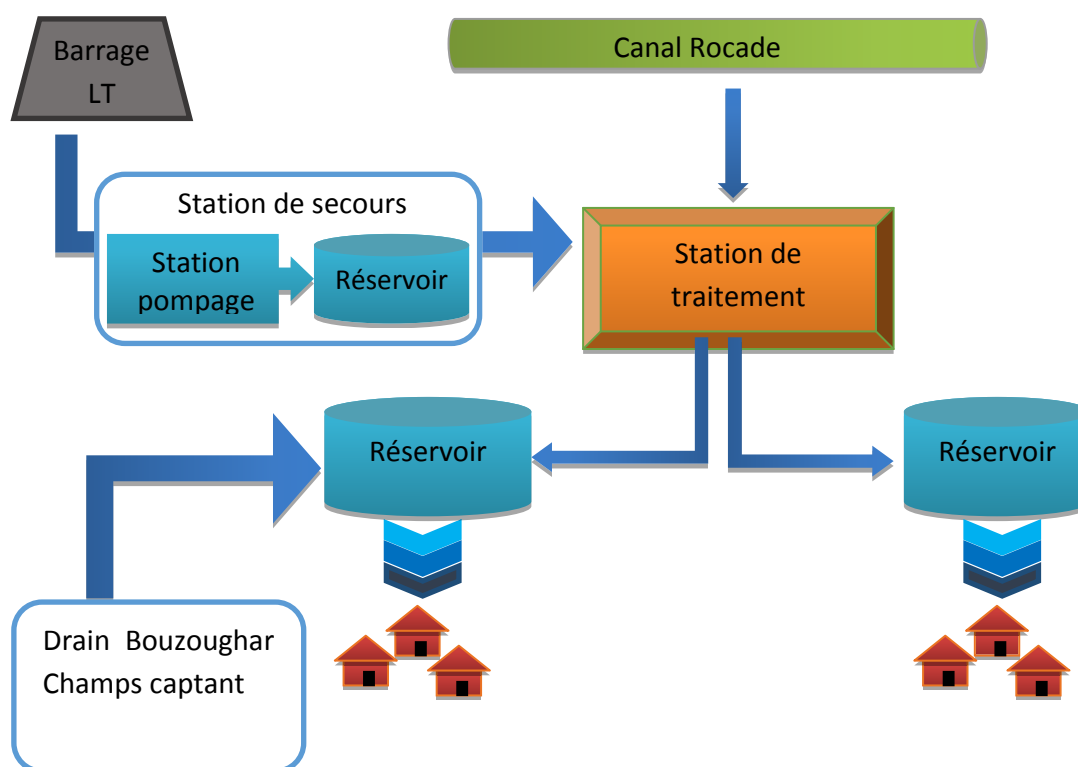 Barrage
LT
Canal Rocade
Station de secours
Station
pompage
Réservoir
Station de
traitement
Réservoir
Réservoir
Drain Bouzoughar
Champs captant